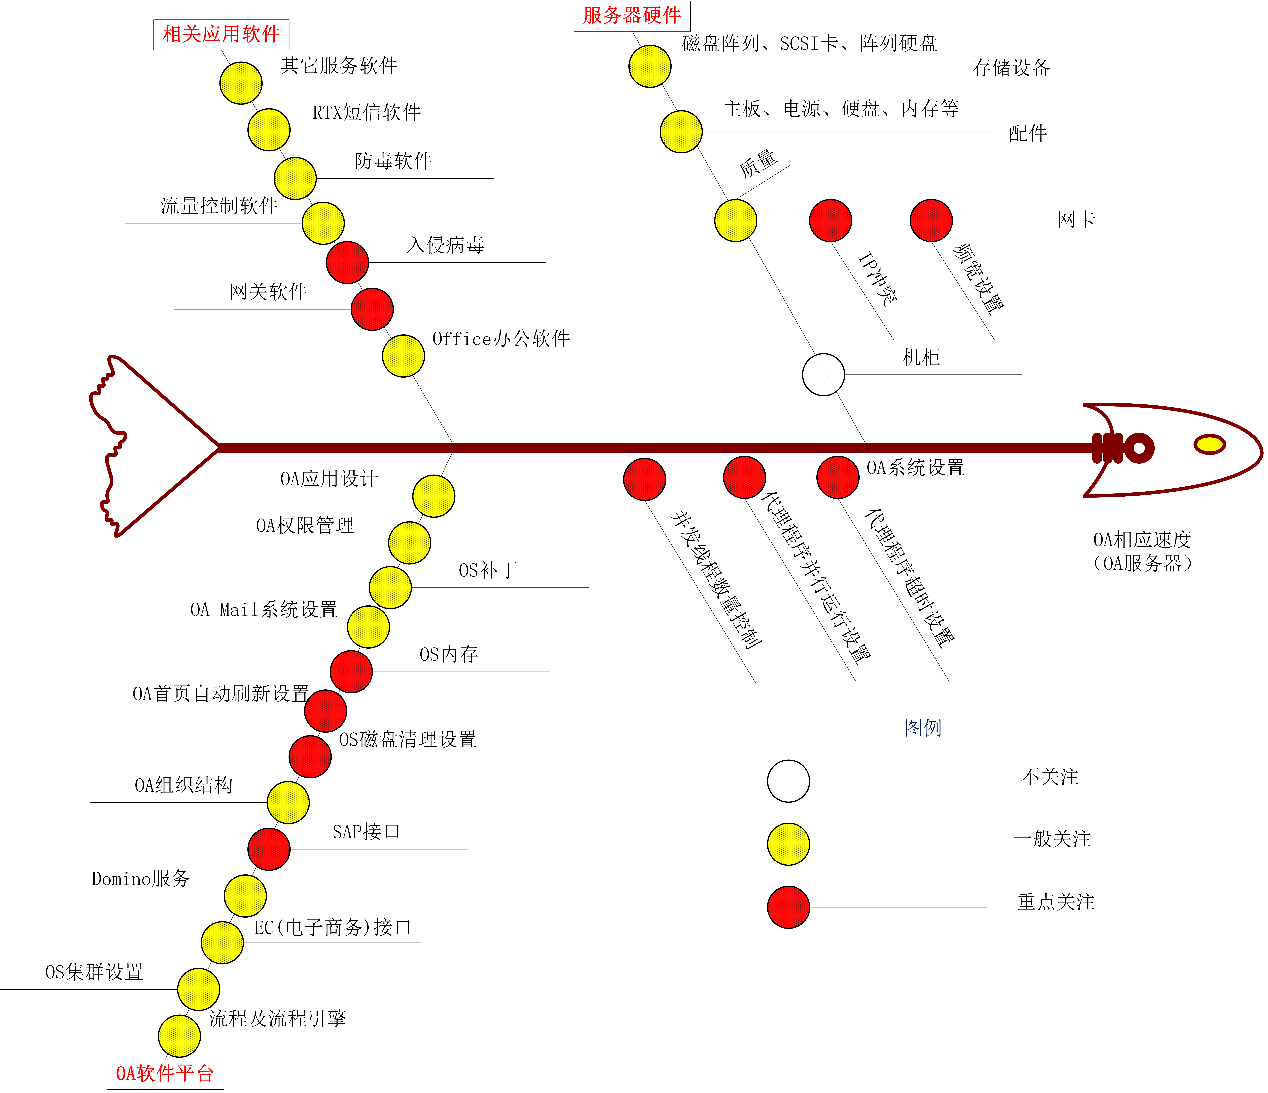 相关应用软件
其它服务软件
RTX短信软件
防毒软件
流量控制软件
入侵病毒
网关软件
Office办公软件
服务器硬件
磁盘阵列、SCSI卡、阵列硬盘
存储设备
主板、电源、硬盘、内存等
配件
质量
网卡
IP冲突
频宽设置
机柜
OA应用设计
OA权限管理
OS补丁
OA Mail系统设置
OS内存
OA首页自动刷新设置
OS磁盘清理设置
OA组织结构
SAP接口
Domino服务
EC(电子商务)接口
OS集群设置
流程及流程引擎
OA软件平台
OA系统设置
并发线程数量控制
代理程序并行运行设置
代理程序超时设置
OA相应速度
（OA服务器）
图例
不关注
一般关注
重点关注